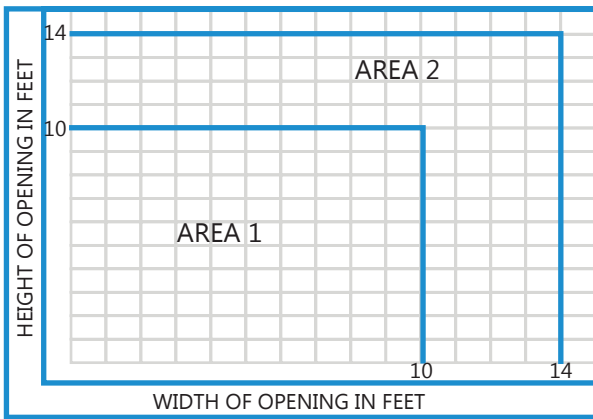 14
AREA 2
10
AREA 1
HEIGHT OF OPENING IN FEET
10
14
WIDTH OF OPENING IN FEET